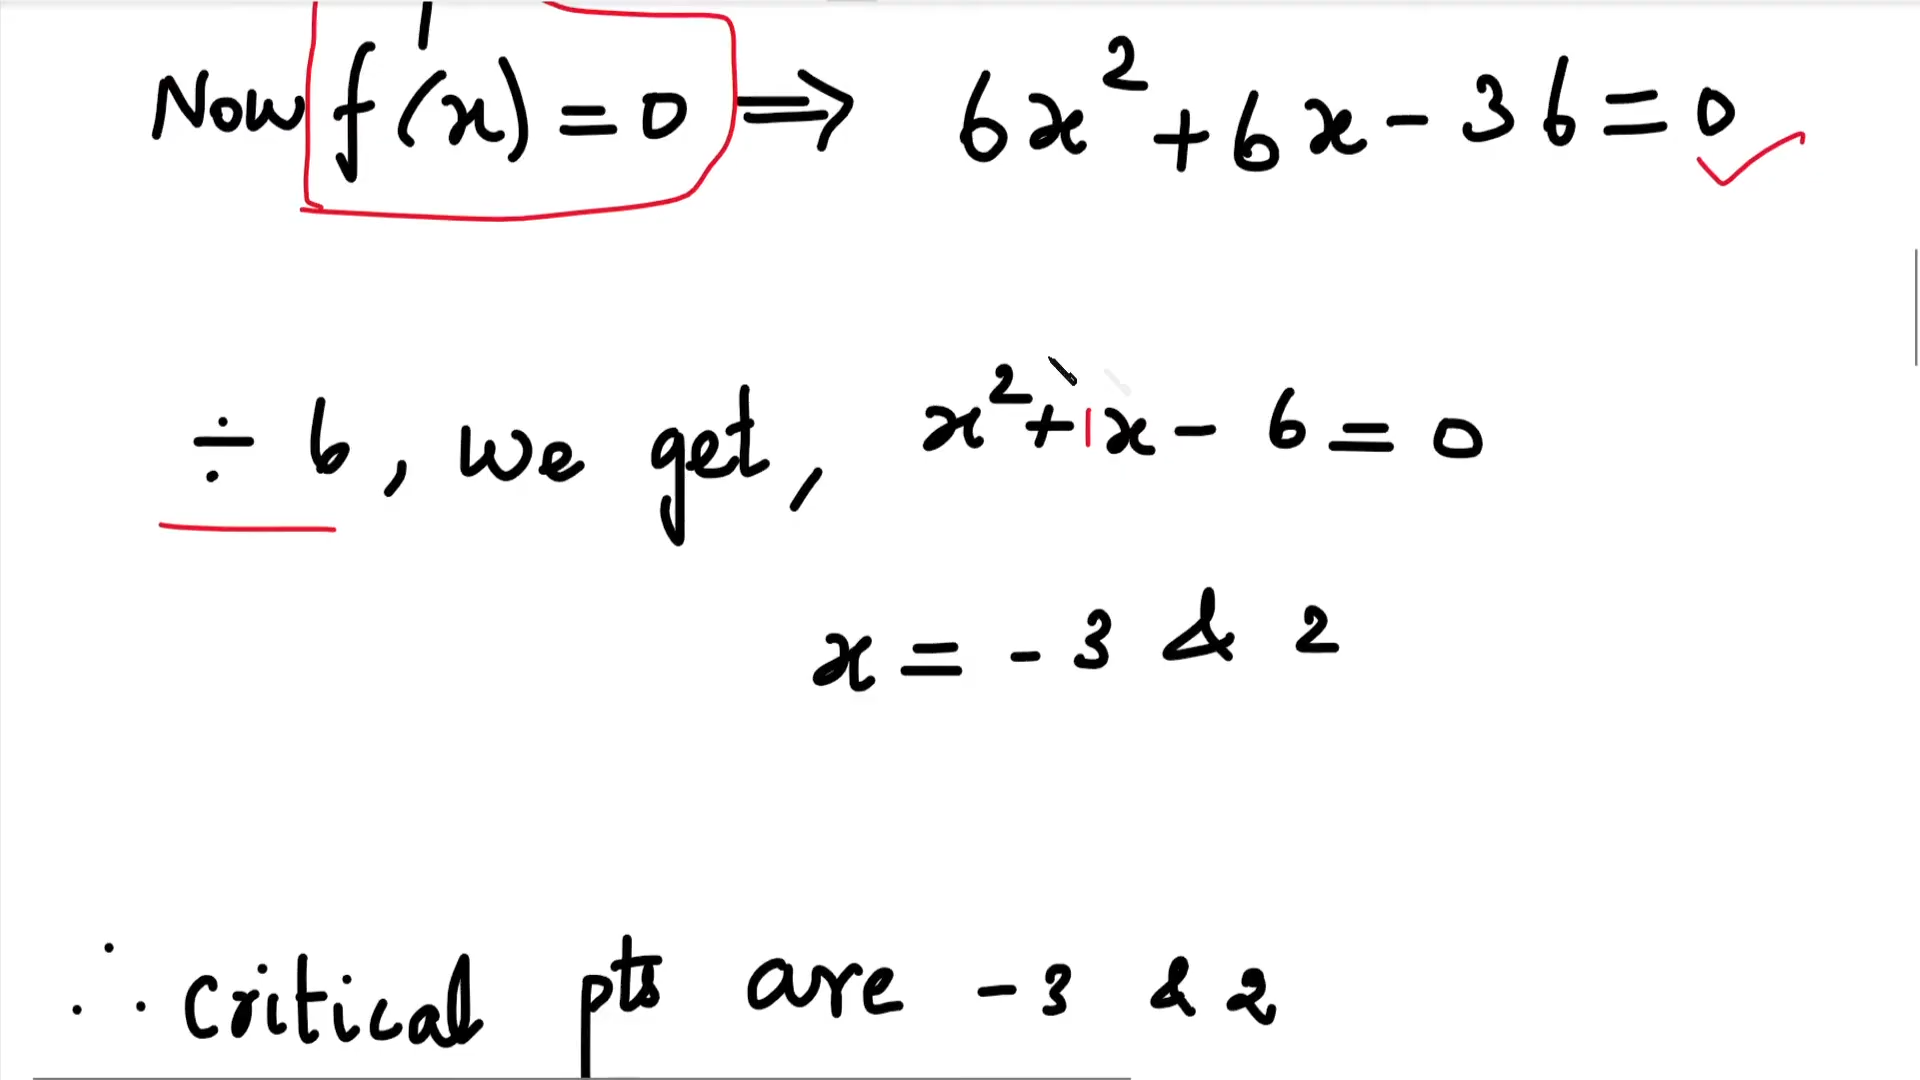 Now f'(x) = 0 ⟹ 6x² + 6x - 36 = 0
÷ 6, we get, x² + 1x - 6 = 0
x = -3 & 2
∴ critical pts are -3 & 2